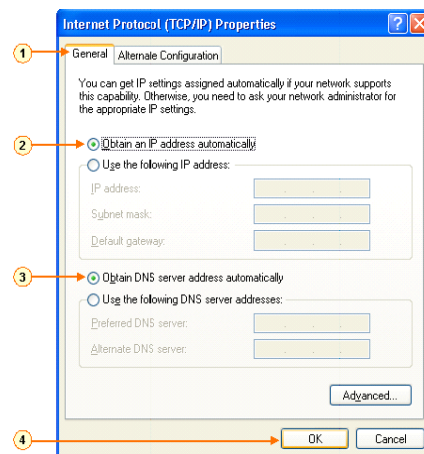 Internet Protocol (TCP/IP) Properties
?
X
1
General
Alternate Configuration
You can get IP settings assigned automatically if your network supports
this capability. Otherwise, you need to ask your network administrator for
the appropriate IP settings.
2
Obtain an IP address automatically
Use the following IP address:
IP address:
Subnet mask:
Default gateway:
3
Obtain DNS server address automatically
Use the following DNS server addresses:
Preferred DNS server:
Alternate DNS server:
Advanced...
4
OK
Cancel